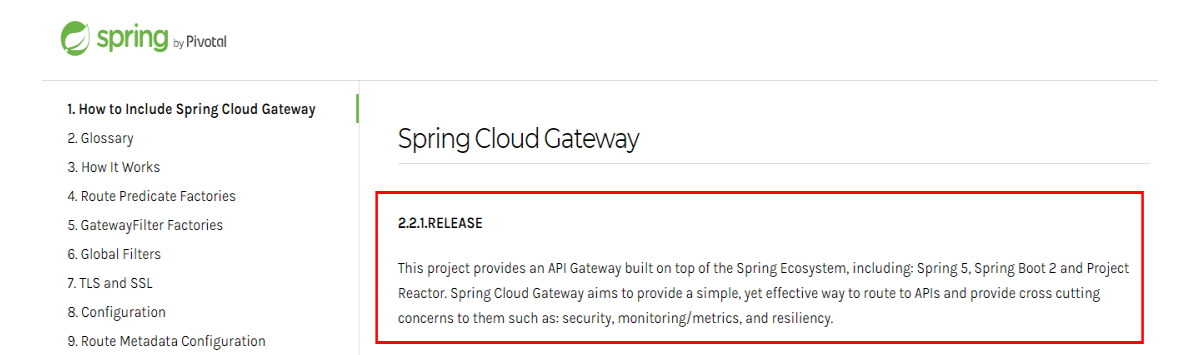 spring by Pivotal
1. How to Include Spring Cloud Gateway
2. Glossary
3. How It Works
4. Route Predicate Factories
5. GatewayFilter Factories
6. Global Filters
7. TLS and SSL
8. Configuration
9. Route Metadata Configuration
Spring Cloud Gateway
2.2.1.RELEASE
This project provides an API Gateway built on top of the Spring Ecosystem, including: Spring 5, Spring Boot 2 and Project
Reactor. Spring Cloud Gateway aims to provide a simple, yet effective way to route to APIs and provide cross cutting
concerns to them such as: security, monitoring/metrics, and resiliency.